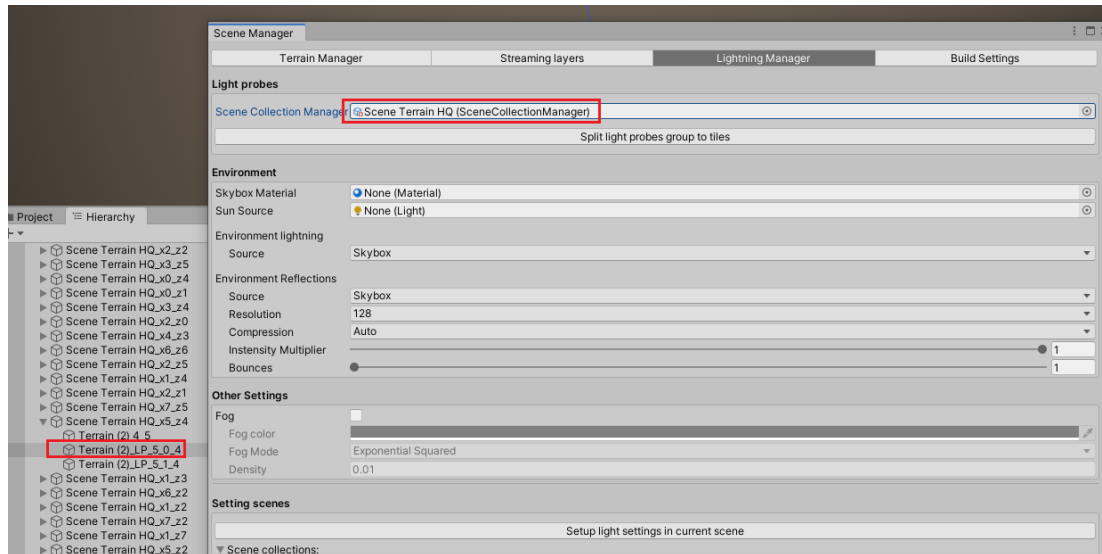 Scene Manager
Terrain Manager Streaming layers Lightning Manager Build Settings
Light probes
Scene Collection Manager Scene Terrain HQ (SceneCollectionManager)
Split light probes group to tiles
Environment
Skybox Material None (Material)
Sun Source None (Light)
Environment lightning
Source Skybox
Environment Reflections
Source Skybox
Resolution 128
Compression Auto
Instensity Multiplier 1
Bounces 1
Other Settings
Fog
Fog color
Fog Mode Exponential Squared
Density 0.01
Setting scenes
Setup light settings in current scene
Scene collections:
Project Hierarchy
Scene Terrain HQ_x2_z2
Scene Terrain HQ_x3_z5
Scene Terrain HQ_x0_z4
Scene Terrain HQ_x0_z1
Scene Terrain HQ_x3_z4
Scene Terrain HQ_x2_z0
Scene Terrain HQ_x4_z3
Scene Terrain HQ_x6_z6
Scene Terrain HQ_x2_z5
Scene Terrain HQ_x1_z4
Scene Terrain HQ_x2_z1
Scene Terrain HQ_x7_z5
Scene Terrain HQ_x5_z4
Terrain (2) 4_5
Terrain (2)_LP_5_0_4
Terrain (2)_LP_5_1_4
Scene Terrain HQ_x1_z3
Scene Terrain HQ_x6_z2
Scene Terrain HQ_x1_z2
Scene Terrain HQ_x7_z2
Scene Terrain HQ_x1_z7
Scene Terrain HQ_x5_z2